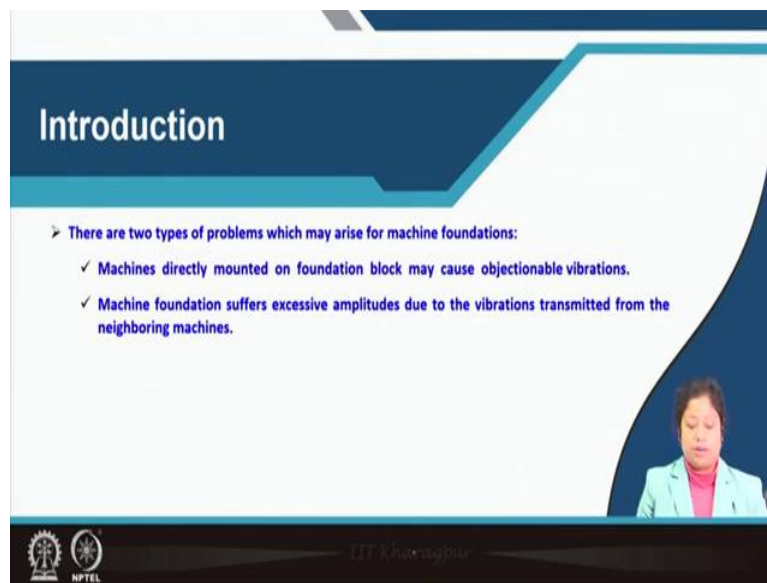 Introduction
➢ There are two types of problems which may arise for machine foundations:
✓ Machines directly mounted on foundation block may cause objectionable vibrations.
✓ Machine foundation suffers excessive amplitudes due to the vibrations transmitted from the
neighboring machines.
IIT Kharagpur
NPTEL